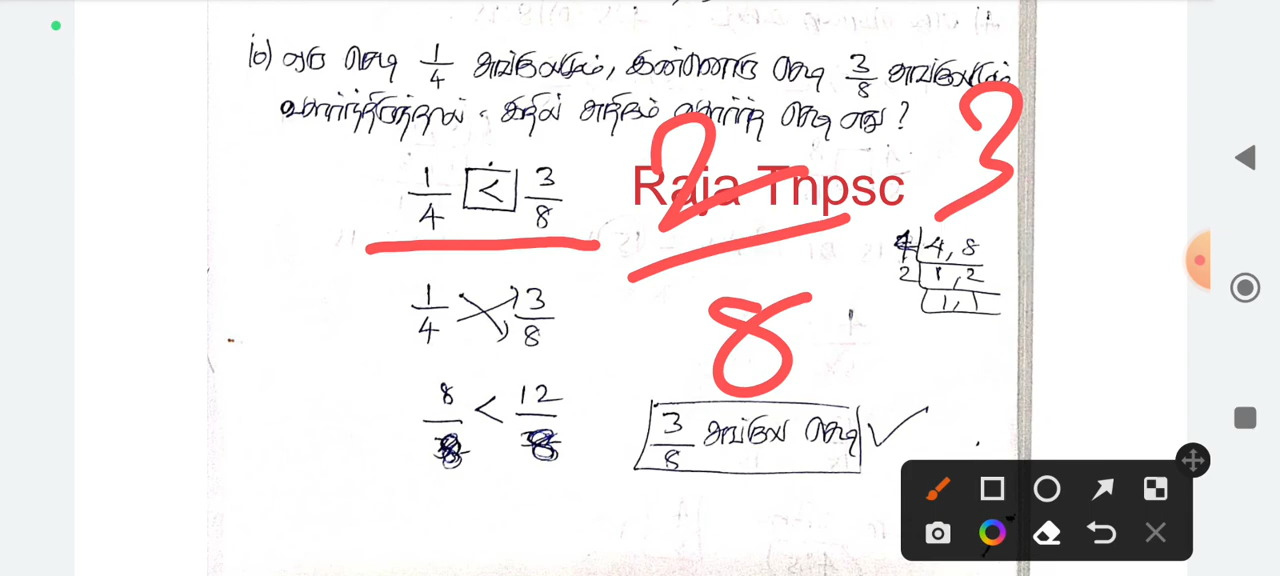 10) ஒரு செடி 1/4 அங்குலமும், இன்னொரு செடி 3/8 அங்குலமும்
வளர்ந்திருந்தால். இதில் அதிகம் வளர்ந்த செடி எது?
1/4 < 3/8
Raja Tnpsc
2
3
4 | 4, 8
2 | 1, 2
1, 1
1/4 3/8
8
8/8 < 12/8
3/8 அங்குல செடி